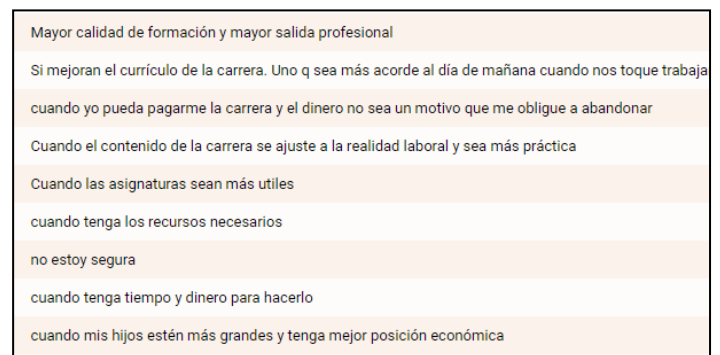 Mayor calidad de formación y mayor salida profesional
Si mejoran el currículo de la carrera. Uno q sea más acorde al día de mañana cuando nos toque trabaja
cuando yo pueda pagarme la carrera y el dinero no sea un motivo que me obligue a abandonar
Cuando el contenido de la carrera se ajuste a la realidad laboral y sea más práctica
Cuando las asignaturas sean más utiles
cuando tenga los recursos necesarios
no estoy segura
cuando tenga tiempo y dinero para hacerlo
cuando mis hijos estén más grandes y tenga mejor posición económica